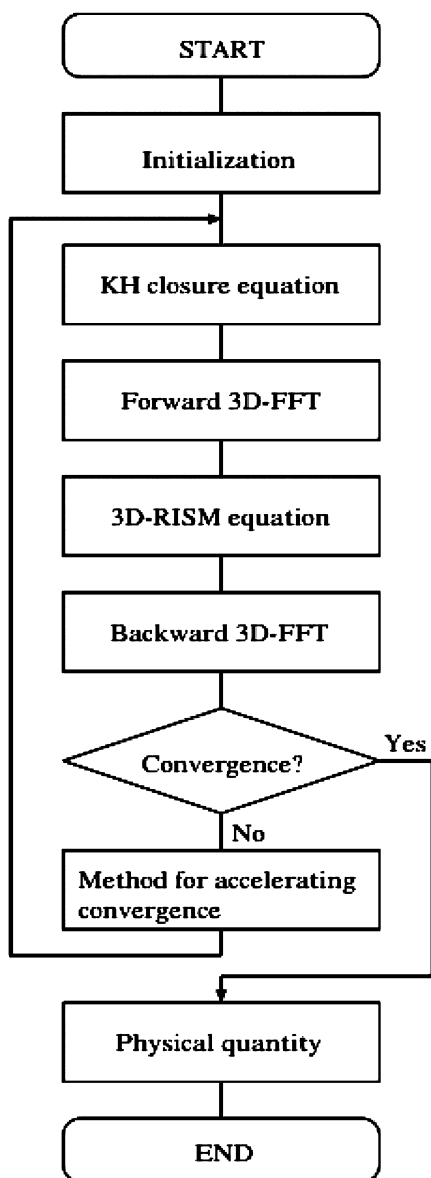 START
Initialization
KH closure equation
Forward 3D-FFT
3D-RISM equation
Backward 3D-FFT
Convergence?
Yes
No
Method for accelerating
convergence
Physical quantity
END